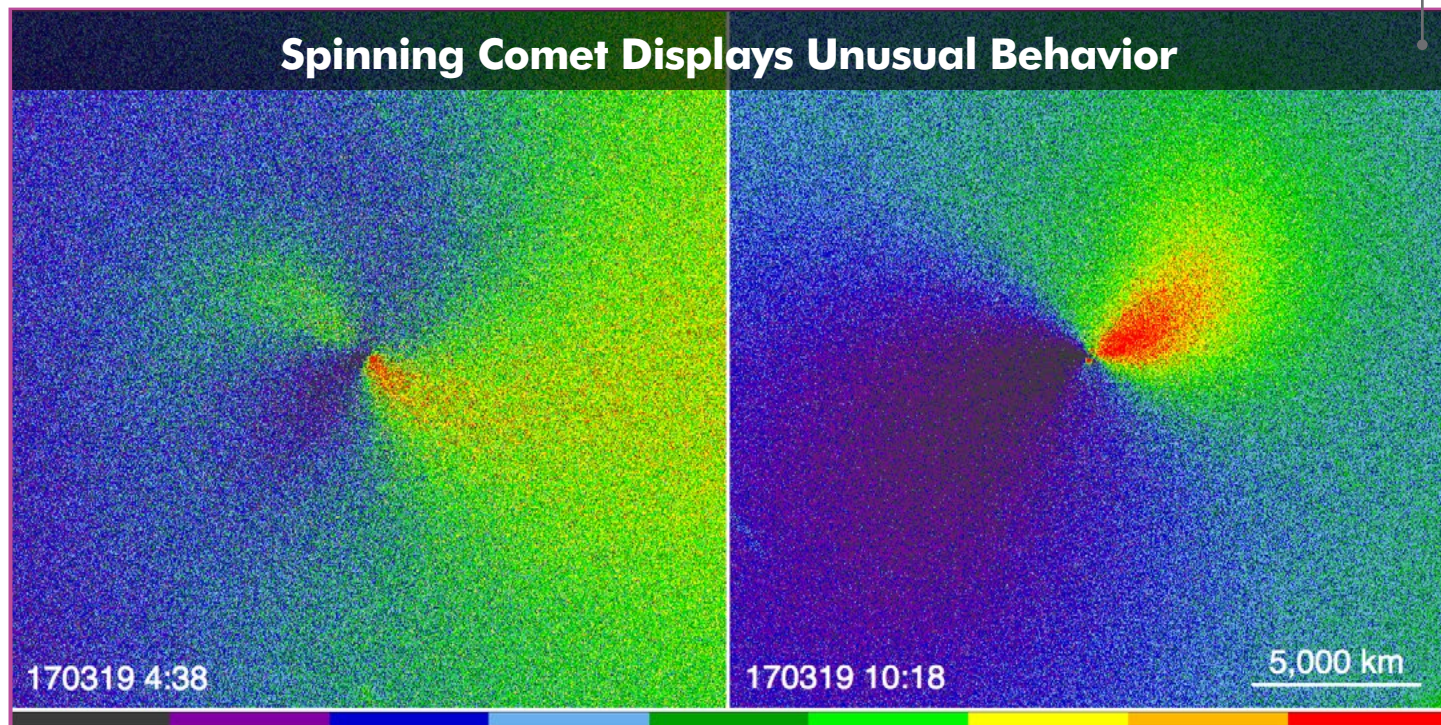 Spinning Comet Displays Unusual Behavior
170319 4:38
170319 10:18
5,000 km